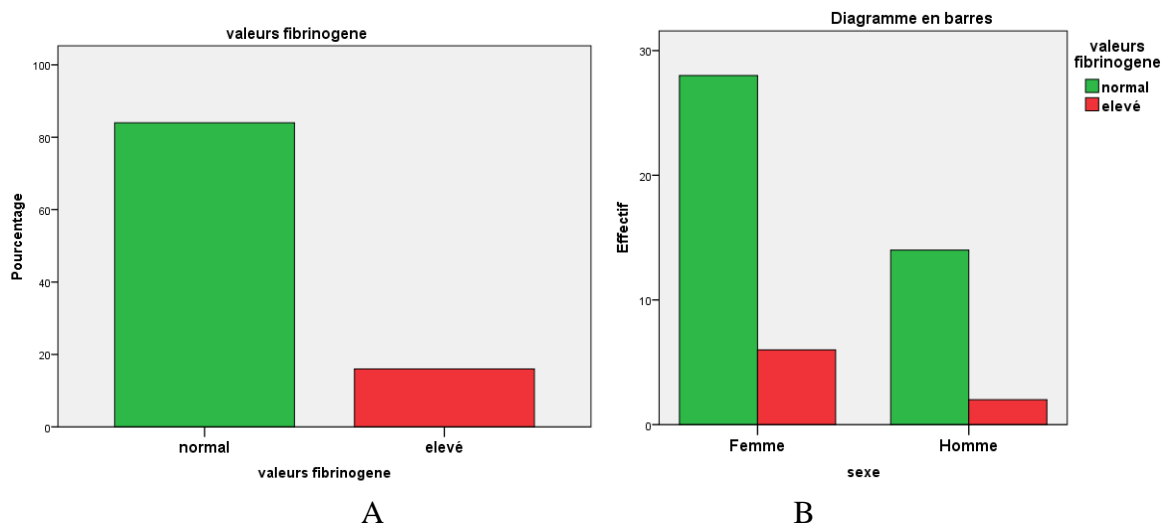 valeurs fibrinogene
Pourcentage
100
80
60
40
20
0
normal
elevé
valeurs fibrinogene
A
Diagramme en barres
Effectif
30
20
10
0
Femme
Homme
sexe
valeurs
fibrinogene
normal
elevé
B